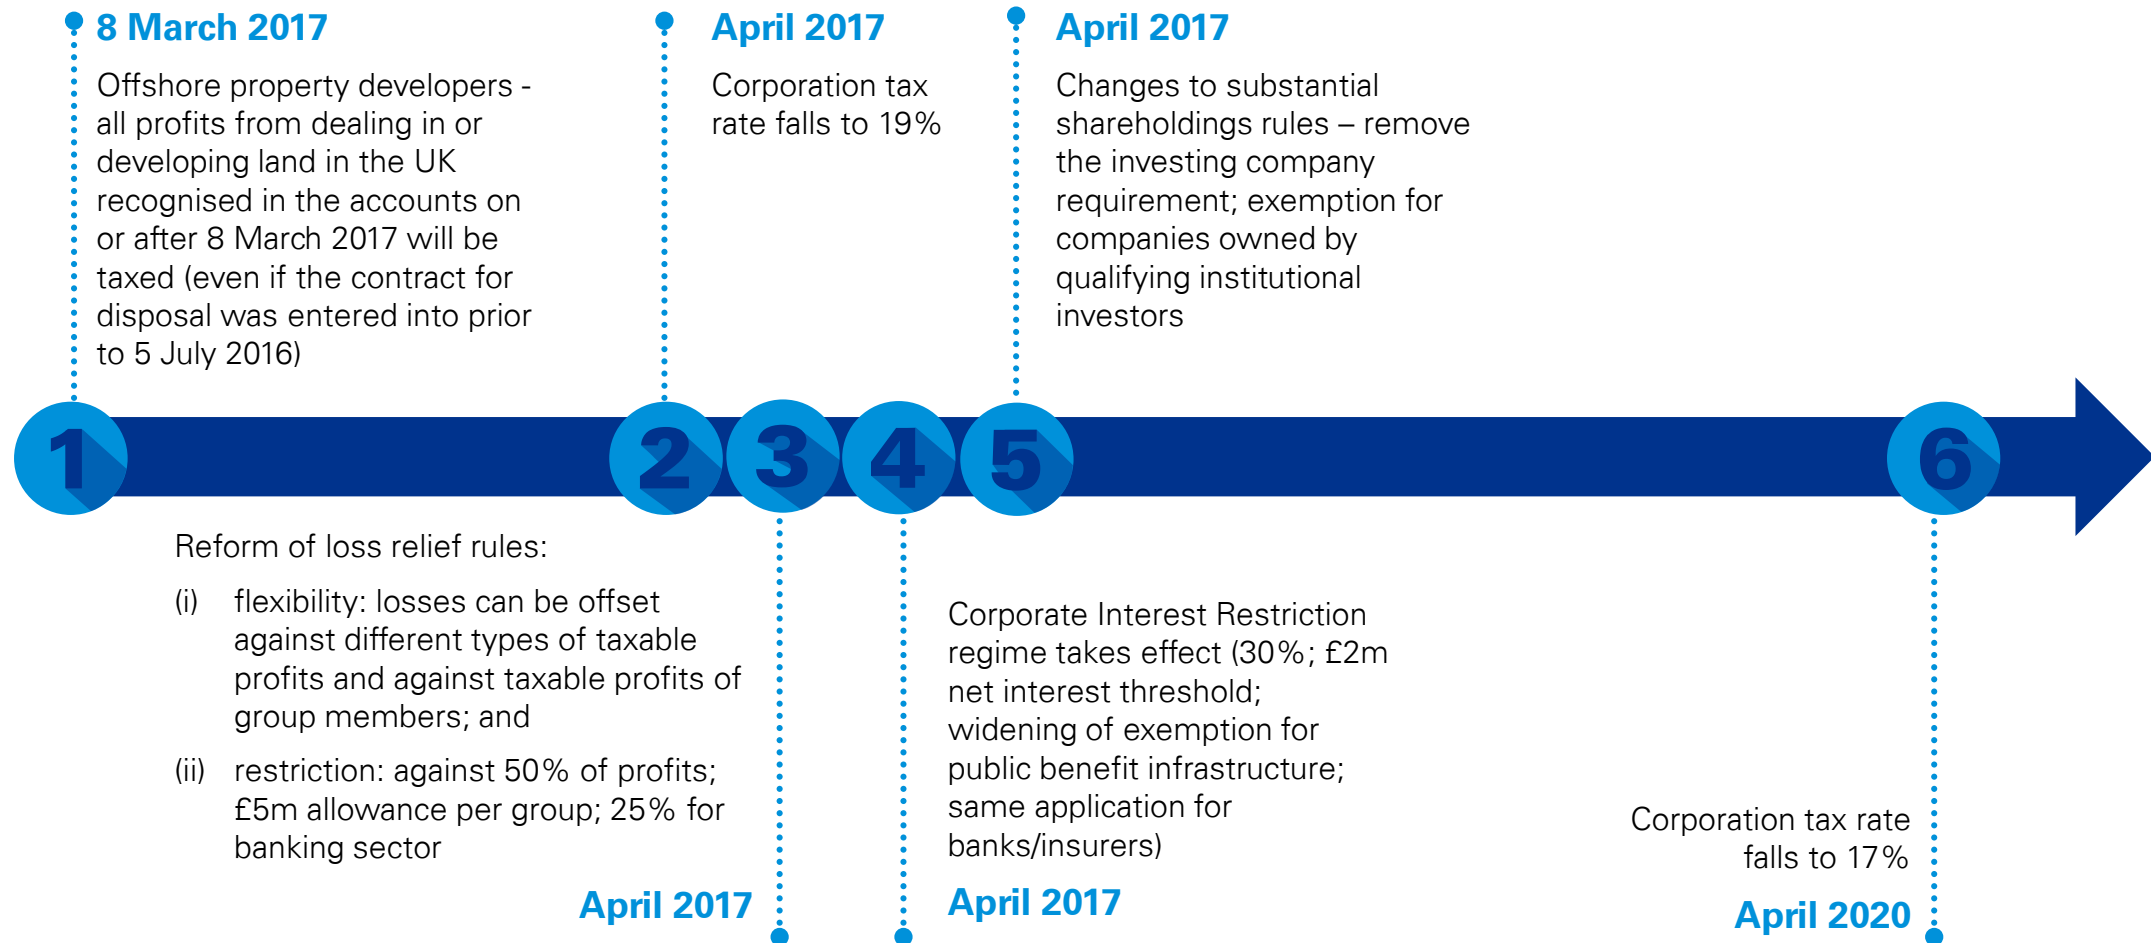 8 March 2017
Offshore property developers -
all profits from dealing in or
developing land in the UK
recognised in the accounts on
or after 8 March 2017 will be
taxed (even if the contract for
disposal was entered into prior
to 5 July 2016)
April 2017
Corporation tax
rate falls to 19%
April 2017
Changes to substantial
shareholdings rules – remove
the investing company
requirement; exemption for
companies owned by
qualifying institutional
investors
1
2
3
4
5
6
Reform of loss relief rules:
(i) flexibility: losses can be offset
against different types of taxable
profits and against taxable profits of
group members; and
(ii) restriction: against 50% of profits;
£5m allowance per group; 25% for
banking sector
April 2017
Corporate Interest Restriction
regime takes effect (30%; £2m
net interest threshold;
widening of exemption for
public benefit infrastructure;
same application for
banks/insurers)
April 2017
Corporation tax rate
falls to 17%
April 2020